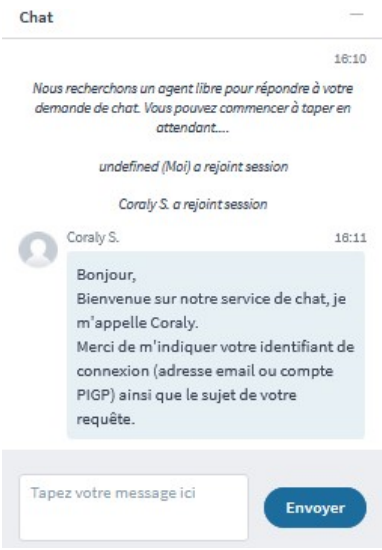 Chat
16:10
Nous recherchons un agent libre pour répondre à votre
demande de chat. Vous pouvez commencer à taper en
attendant....
undefined (Moi) a rejoint session
Coraly S. a rejoint session
Coraly S. 16:11
Bonjour,
Bienvenue sur notre service de chat, je
m'appelle Coraly.
Merci de m'indiquer votre identifiant de
connexion (adresse email ou compte
PIGP) ainsi que le sujet de votre
requête.
Tapez votre message ici
Envoyer